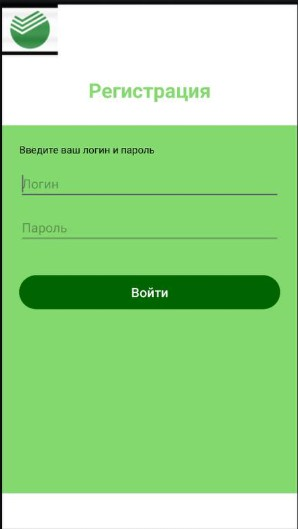 Регистрация
Введите ваш логин и пароль
Логин
Пароль
Войти